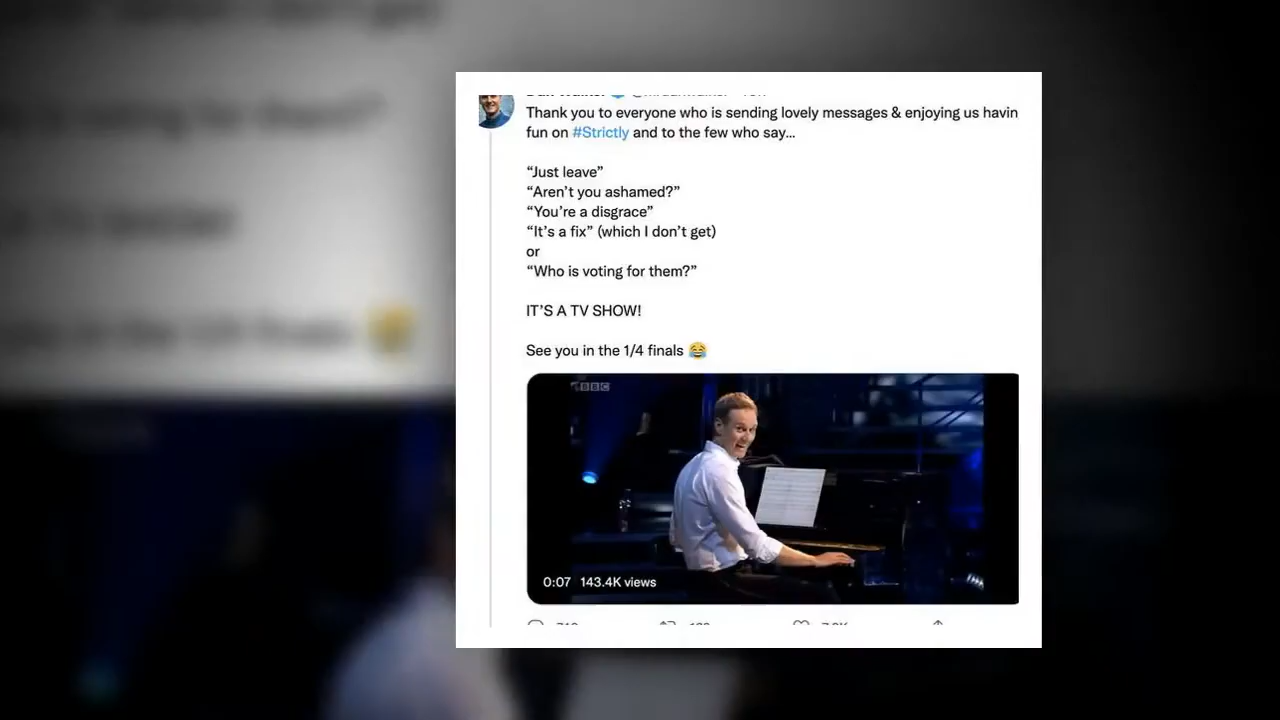 Thank you to everyone who is sending lovely messages & enjoying us havin
fun on #Strictly and to the few who say...
“Just leave”
“Aren’t you ashamed?”
“You’re a disgrace”
“It’s a fix” (which I don’t get)
or
“Who is voting for them?”
IT’S A TV SHOW!
See you in the 1/4 finals 😂
BBC
0:07 143.4K views